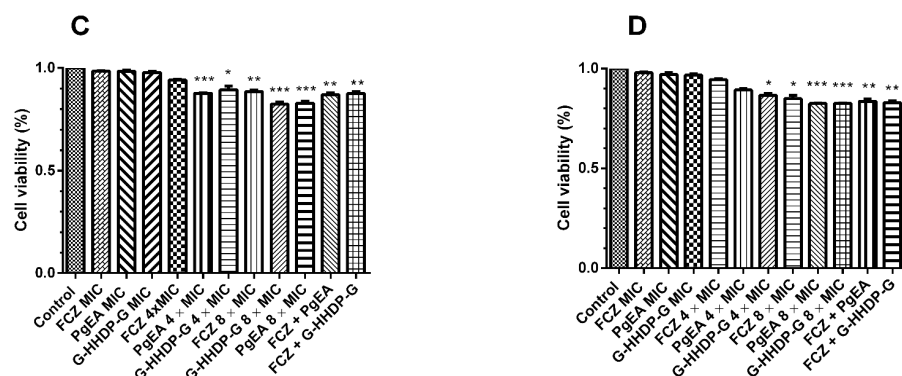 C
Cell viability (%)
1.0
0.5
0.0
*** * ** *** *** ** **
Control
FCZ MIC
PgEA MIC
G-HHDP-G MIC
FCZ 4xMIC
PgEA 4 × MIC
G-HHDP-G 4 × MIC
FCZ 8 × MIC
G-HHDP-G 8 × MIC
PgEA 8 × MIC
FCZ + PgEA
FCZ + G-HHDP-G
D
Cell viability (%)
1.0
0.5
0.0
* * *** *** ** **
Control
FCZ MIC
PgEA MIC
G-HHDP-G MIC
FCZ 4 × MIC
PgEA 4 × MIC
G-HHDP-G 4 × MIC
FCZ 8 × MIC
PgEA 8 × MIC
G-HHDP-G 8 × MIC
FCZ + PgEA
FCZ + G-HHDP-G